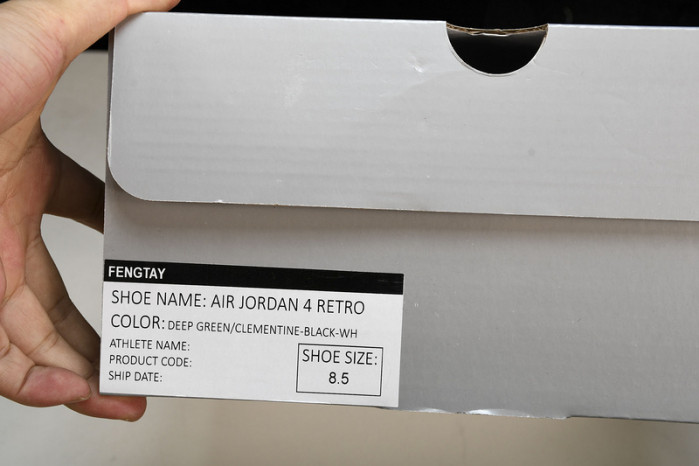 FENGTAY
SHOE NAME: AIR JORDAN 4 RETRO
COLOR: DEEP GREEN/CLEMENTINE-BLACK-WH
ATHLETE NAME:
PRODUCT CODE:
SHIP DATE:
SHOE SIZE:
8.5